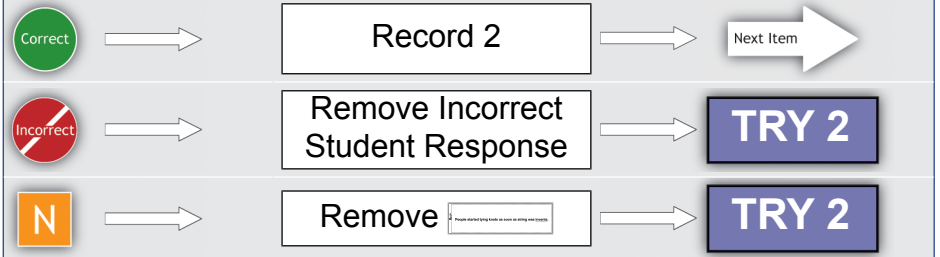 Correct
Record 2
Next Item
Incorrect
Remove Incorrect
Student Response
TRY 2
N
Remove
People started tying knots as soon as string was invente
TRY 2